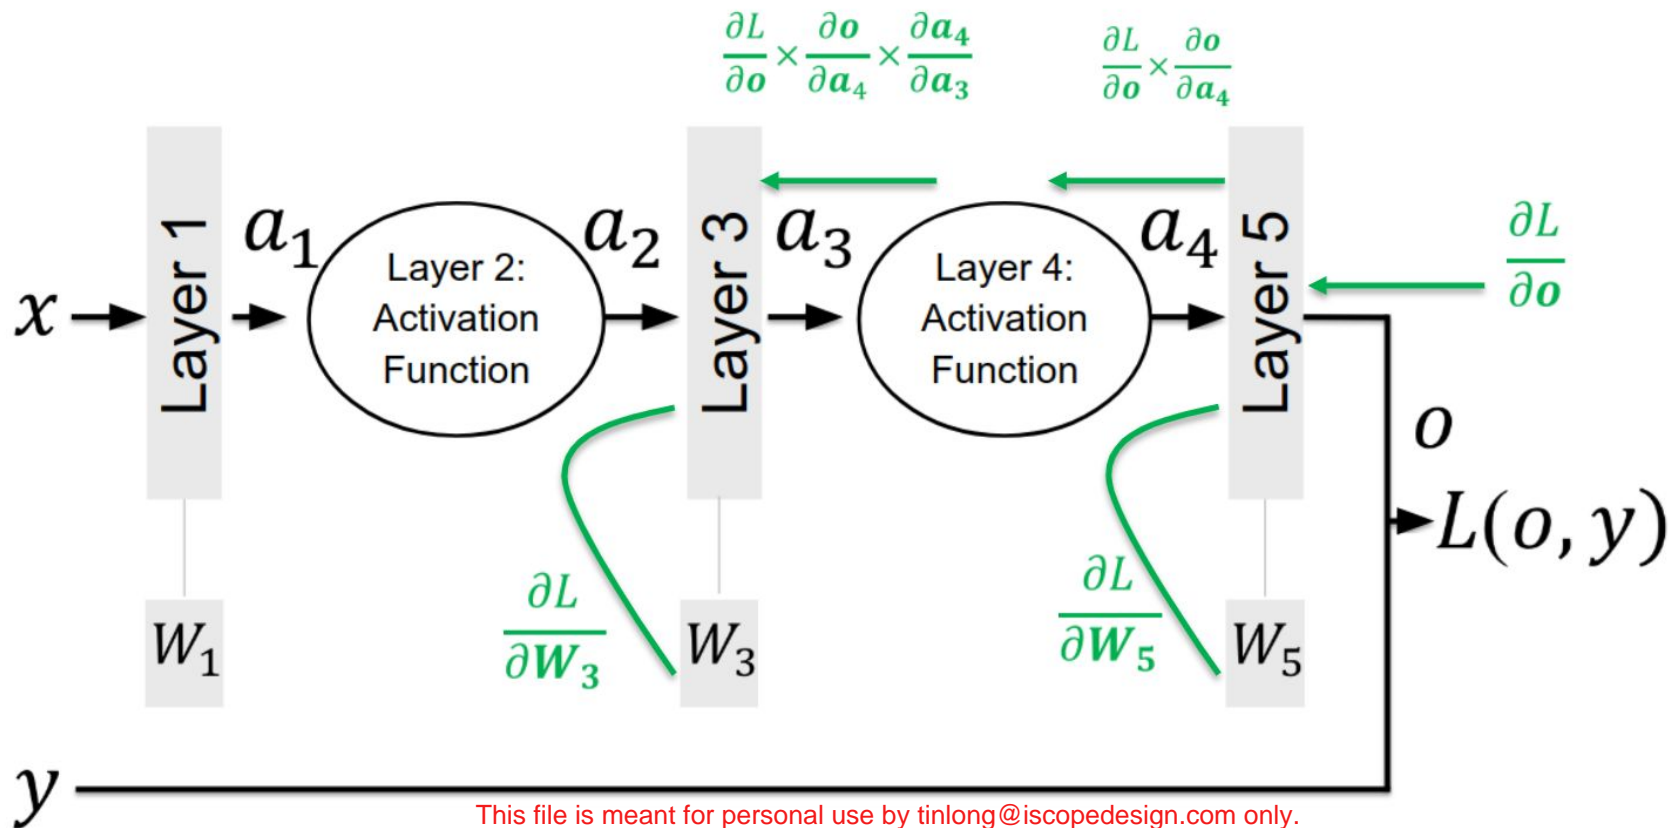 ∂L/∂o × ∂o/∂a₄ × ∂a₄/∂a₃
∂L/∂o × ∂o/∂a₄
x
Layer 1
a₁
Layer 2:
Activation
Function
a₂
Layer 3
a₃
Layer 4:
Activation
Function
a₄
Layer 5
∂L/∂o
o
L(o, y)
W₁
∂L/∂W₃
W₃
∂L/∂W₅
W₅
y
This file is meant for personal use by tinlong@iscopedesign.com only.